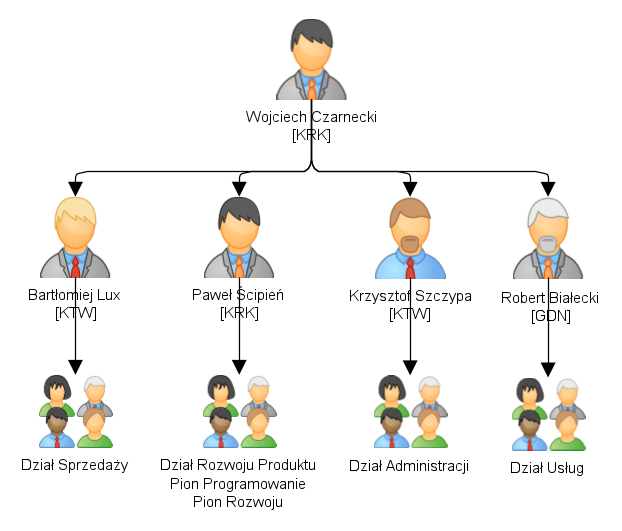 Wojciech Czarnecki
[KRK]
Bartłomiej Lux
[KTW]
Paweł Ścipień
[KRK]
Krzysztof Szczypa
[KTW]
Robert Białecki
[GDN]
Dział Sprzedaży
Dział Rozwoju Produktu
Pion Programowanie
Pion Rozwoju
Dział Administracji
Dział Usług